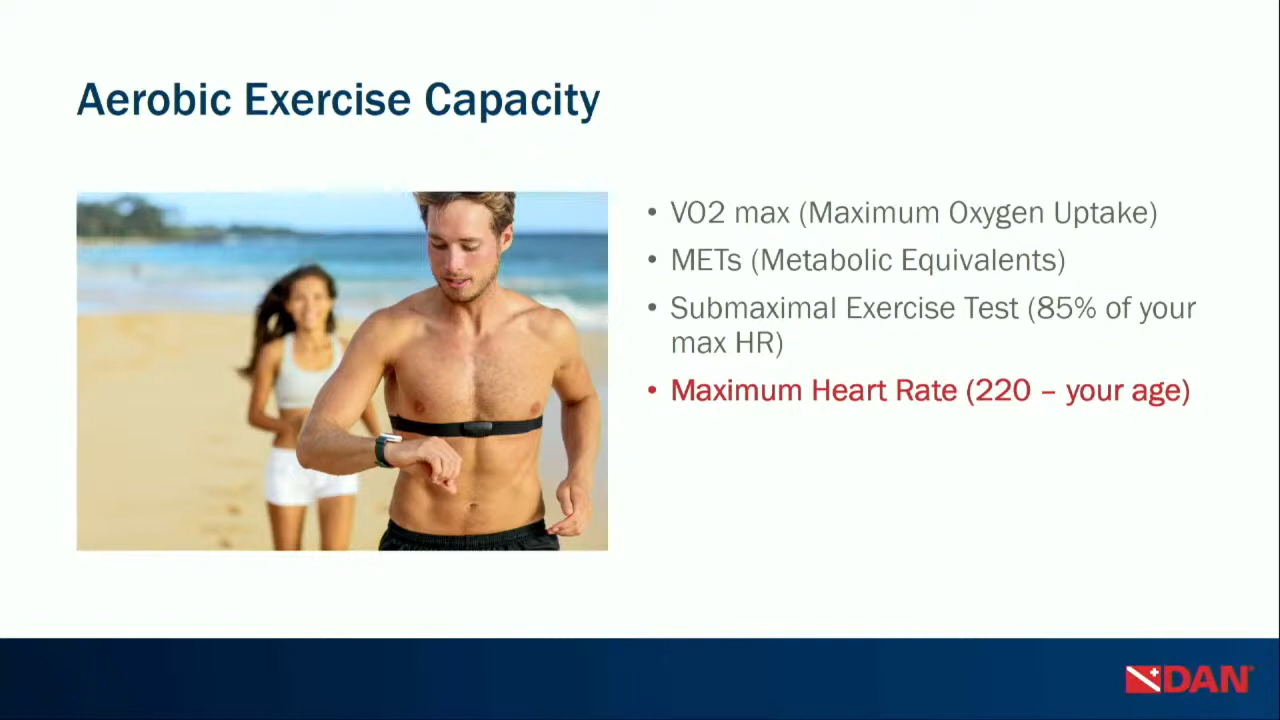 Aerobic Exercise Capacity
• VO2 max (Maximum Oxygen Uptake)
• METs (Metabolic Equivalents)
• Submaximal Exercise Test (85% of your
max HR)
• Maximum Heart Rate (220 – your age)
DAN